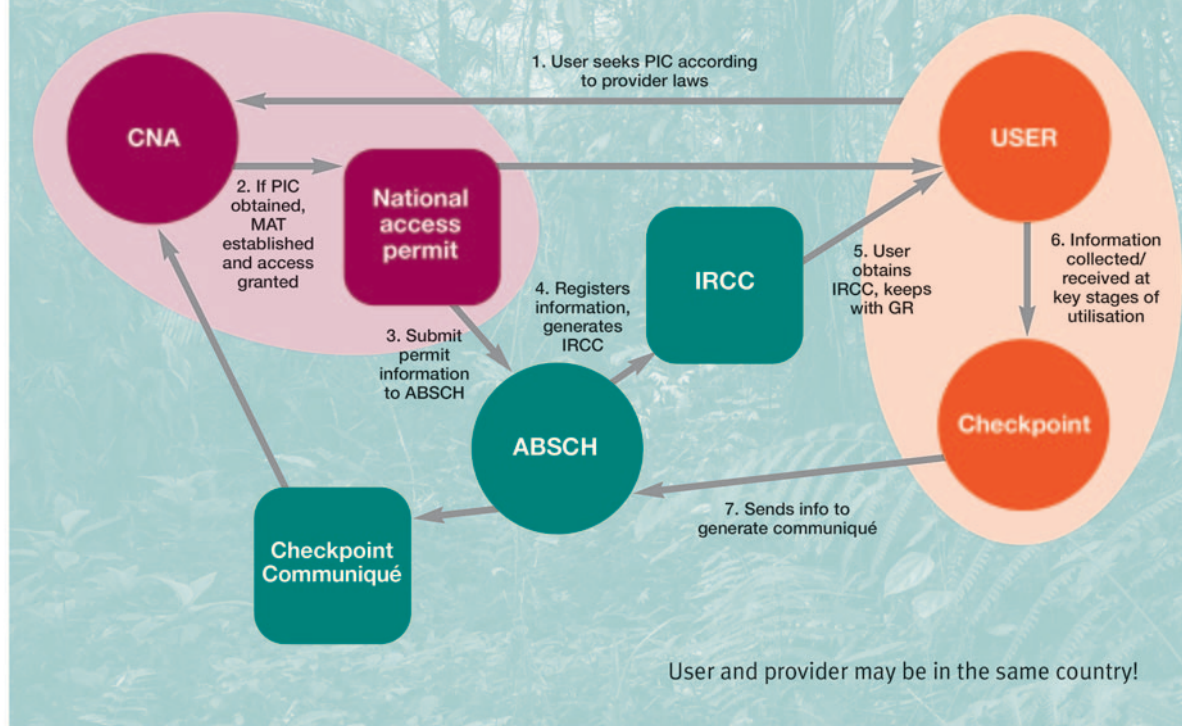 1. User seeks PIC according
to provider laws
CNA
USER
2. If PIC
obtained,
MAT
established
and access
granted
National
access
permit
IRCC
5. User
obtains
IRCC, keeps
with GR
6. Information
collected/
received at
key stages of
utilisation
4. Registers
information,
generates
IRCC
3. Submit
permit
information
to ABSCH
ABSCH
Checkpoint
7. Sends info to
generate communiqué
Checkpoint
Communiqué
User and provider may be in the same country!